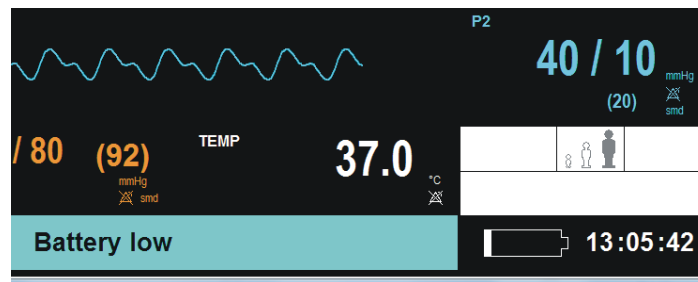 P2
40 / 10
mmHg
(20)
smd
/ 80
(92)
mmHg
smd
TEMP
37.0
°C
Battery low
13:05:42